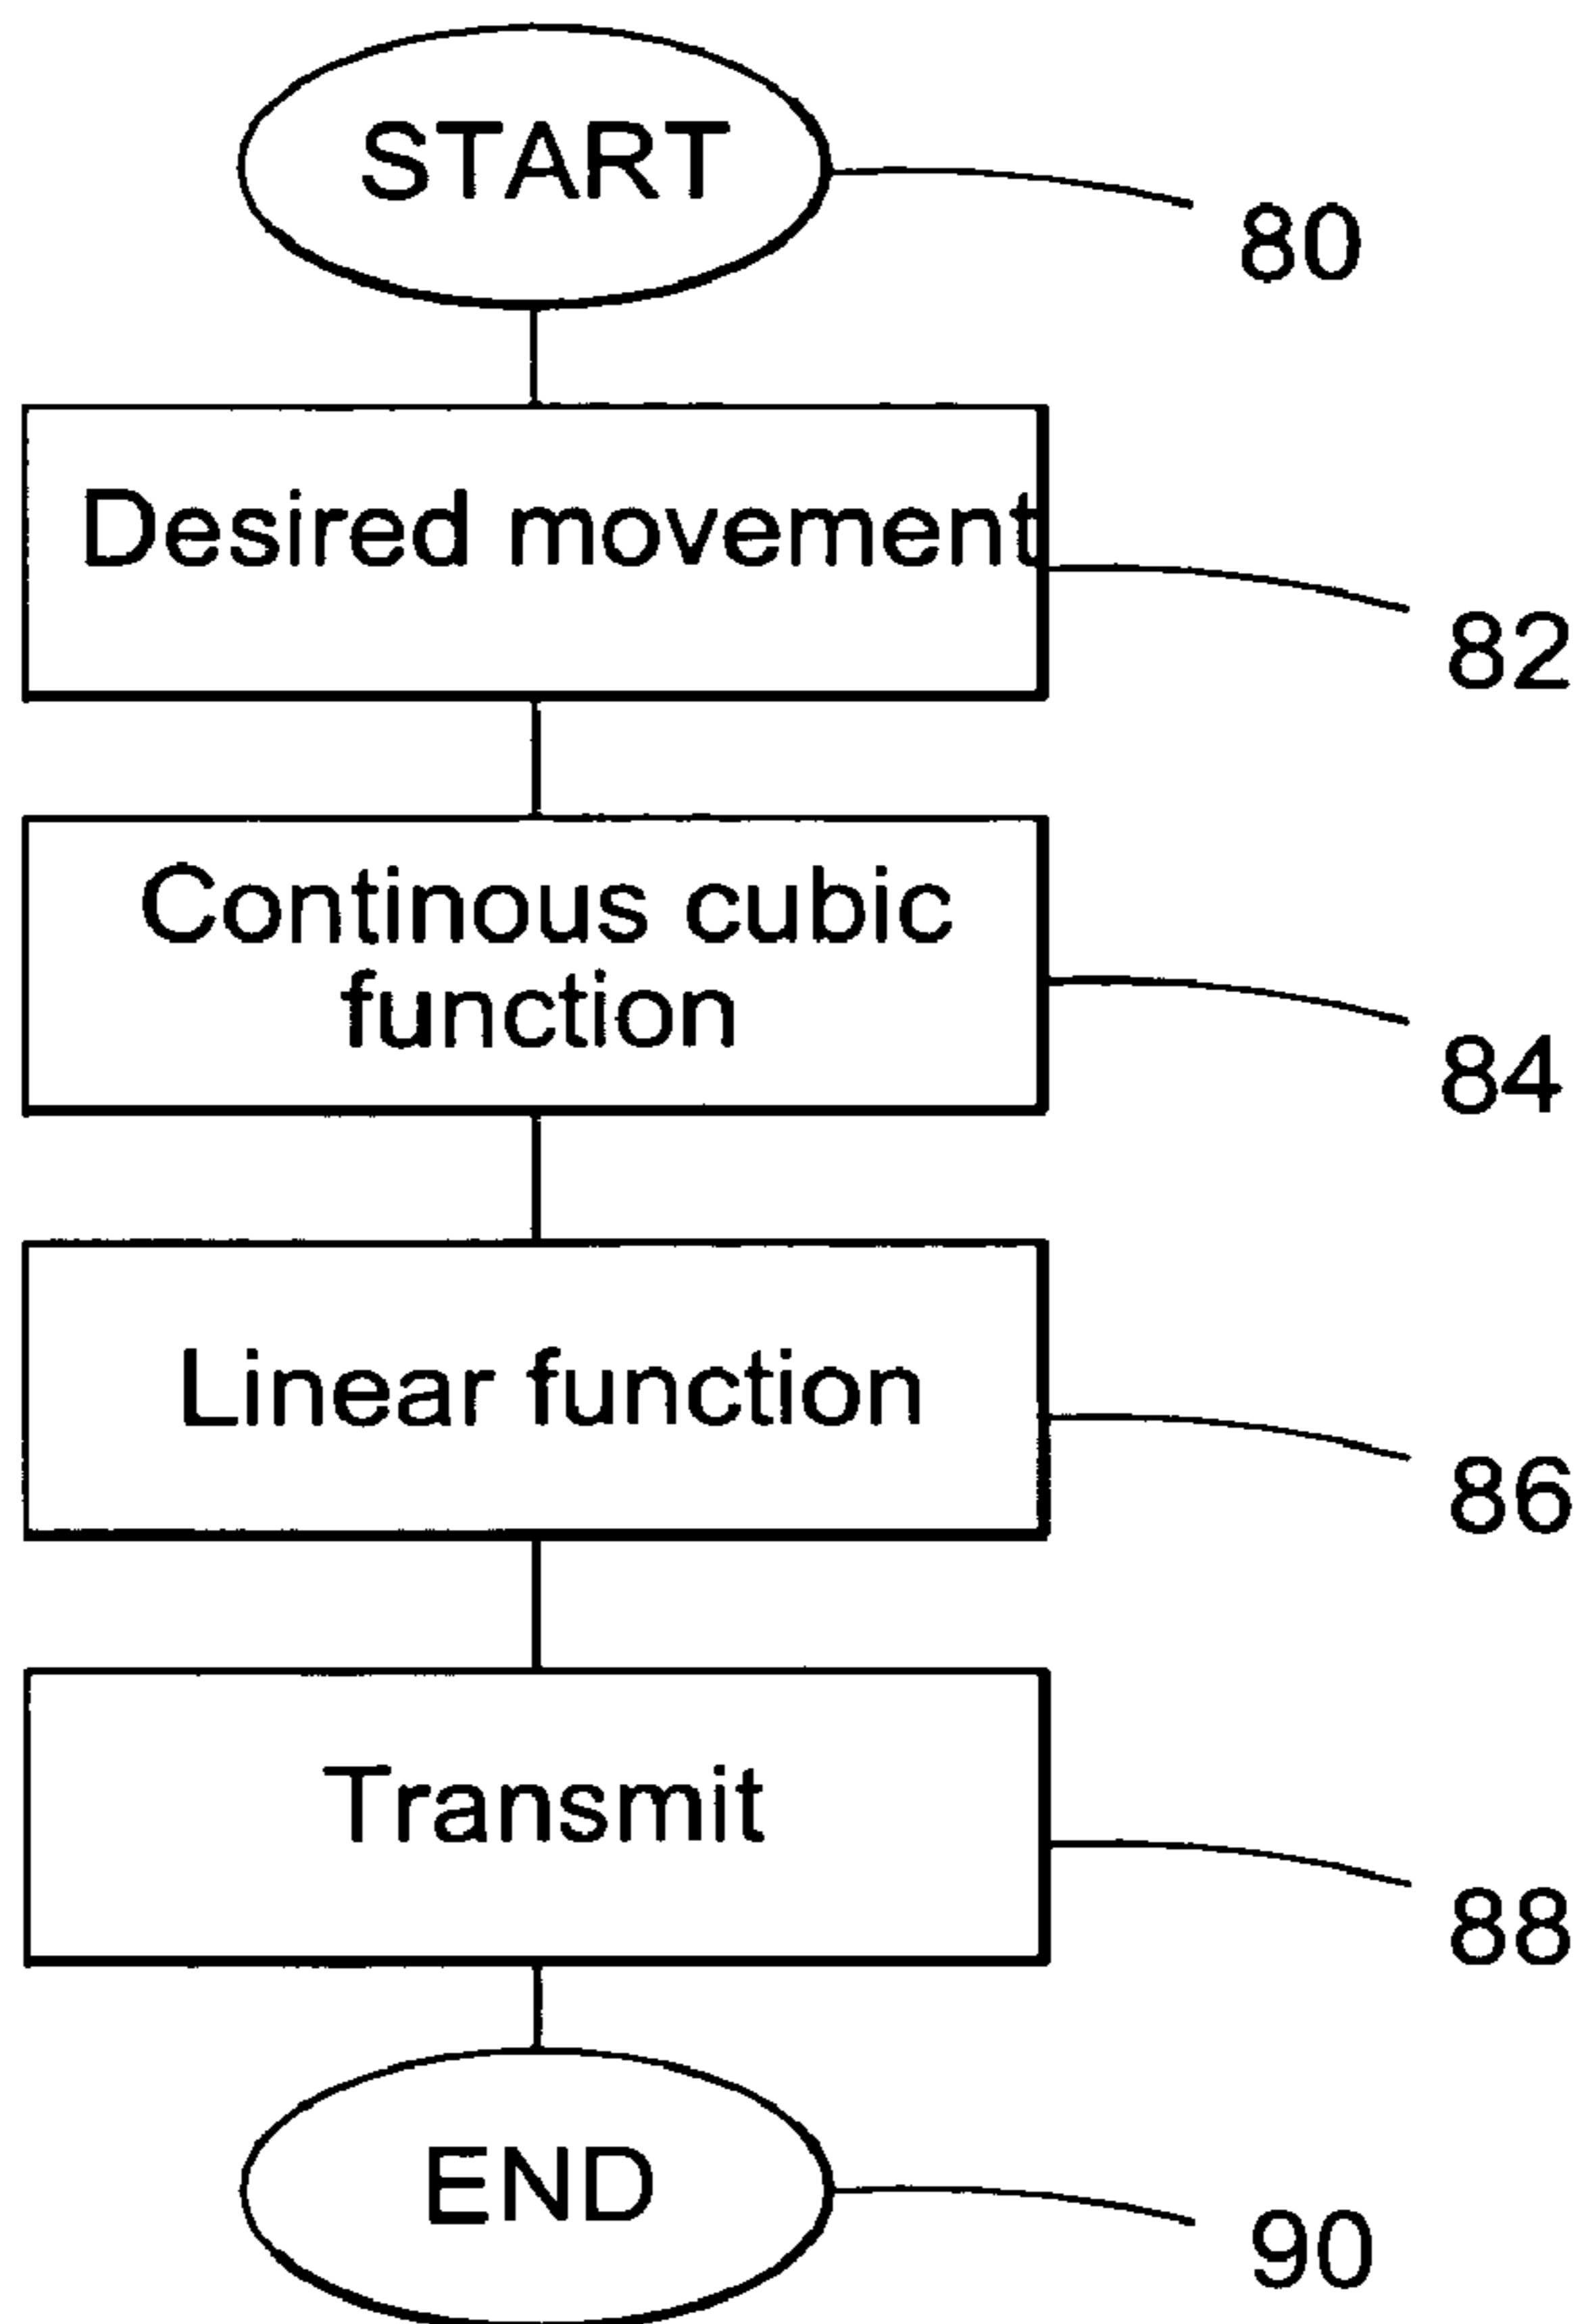 START
80
Desired movement
82
Continous cubic
function
84
Linear function
86
Transmit
88
END
90